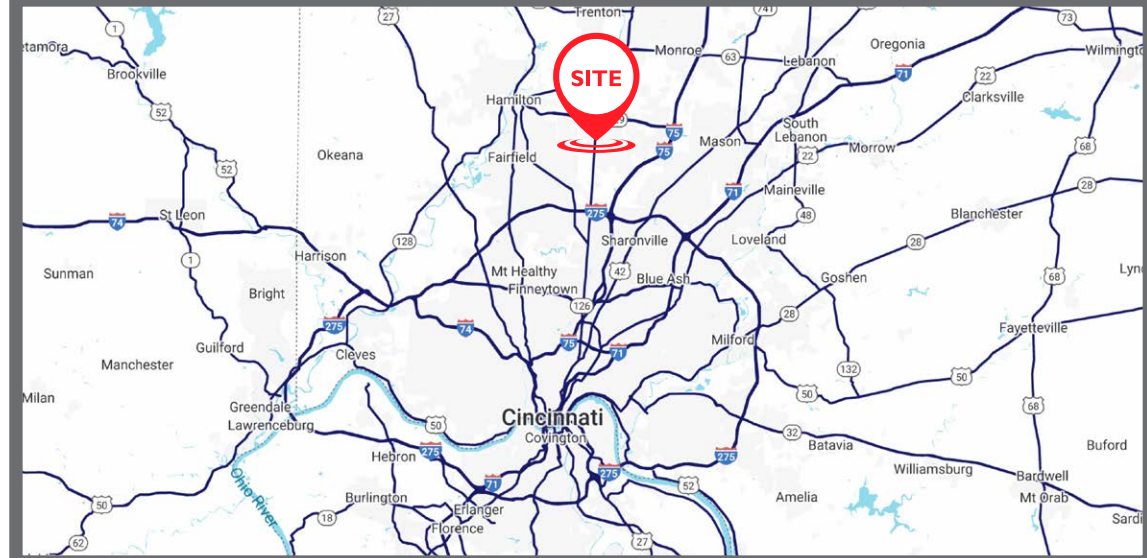 Trenton
27
741
73
1
etamora
Monroe
Oregonia
Wilmingto
63
Lebanon
Brookville
71
SITE
22
Clarksville
Hamilton
52
75
South
Lebanon
Mason
68
Okeana
Fairfield
75
22
Morrow
52
71
Maineville
28
St Leon
74
275
48
Blanchester
128
Sharonville
Loveland
28
Harrison
1
Mt Healthy
42
Blue Ash
Goshen
Sunman
Finneytown
68
Lyn
Bright
126
28
275
74
75
Fayetteville
Guilford
Cleves
71
Milford
Manchester
132
50
50
Milan
Greendale
68
Lawrenceburg
50
Cincinnati
Covington
32
Batavia
Buford
Hebron
275
275
275
Williamsburg
Bardwell
Ohio River
71
52
Amelia
Mt Orab
Burlington
50
Erlanger
18
Sardi
Florence
62
27